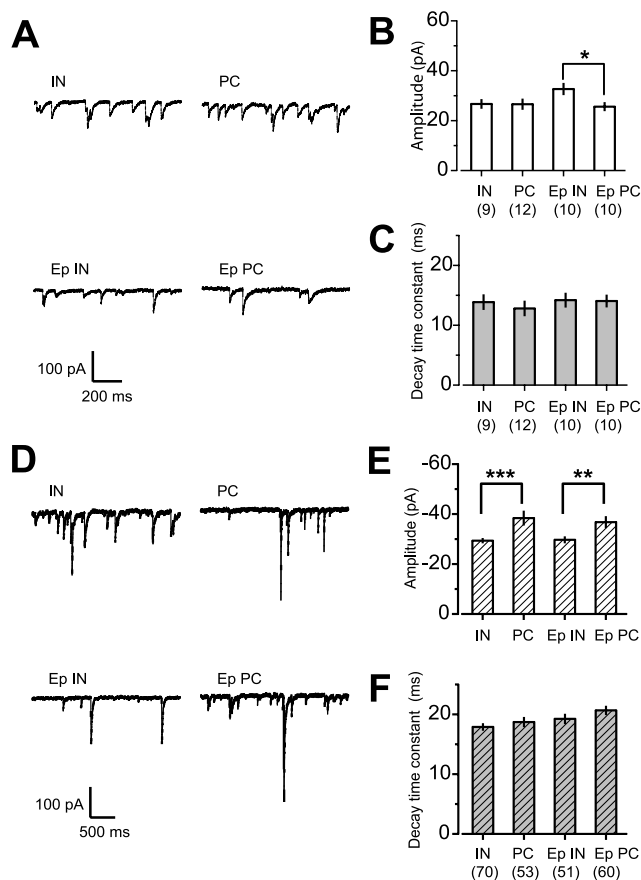 A
IN
PC
Ep IN
Ep PC
100 pA
200 ms
B
Amplitude (pA)
60
40
20
0
*
IN
(9)
PC
(12)
Ep IN
(10)
Ep PC
(10)
C
Decay time constant (ms)
20
10
0
IN
(9)
PC
(12)
Ep IN
(10)
Ep PC
(10)
D
IN
PC
Ep IN
Ep PC
100 pA
500 ms
E
Amplitude (pA)
-60
-40
-20
0
***
**
IN
PC
Ep IN
Ep PC
F
Decay time constant (ms)
20
10
0
IN
(70)
PC
(53)
Ep IN
(51)
Ep PC
(60)